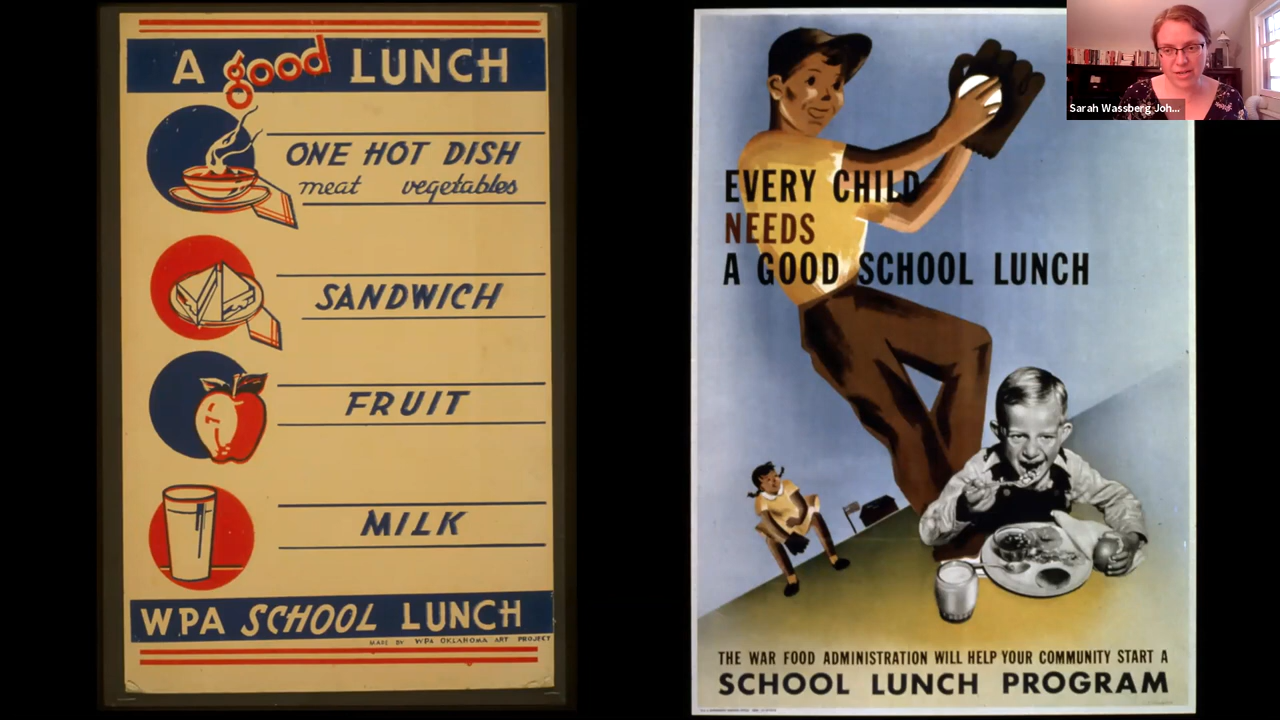 A good LUNCH
ONE HOT DISH
meat vegetables
SANDWICH
FRUIT
MILK
WPA SCHOOL LUNCH
MADE BY WPA OKLAHOMA ART PROJECT
EVERY CHILD
NEEDS
A GOOD SCHOOL LUNCH
THE WAR FOOD ADMINISTRATION WILL HELP YOUR COMMUNITY START A
SCHOOL LUNCH PROGRAM
Sarah Wassberg Joh...